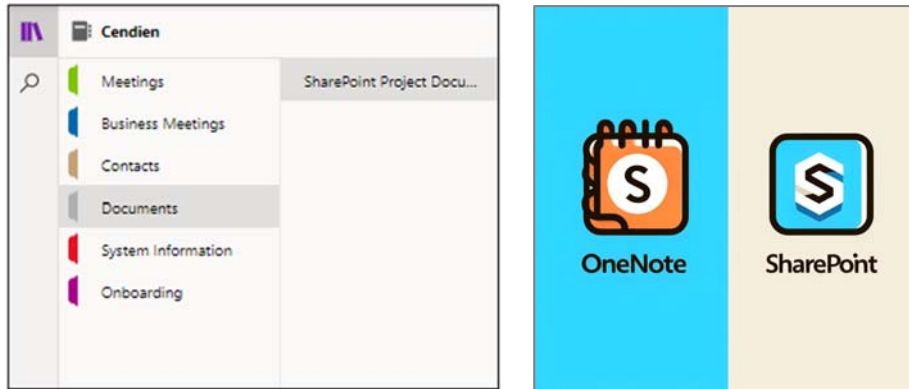 Cendien
Meetings
SharePoint Project Docu...
Business Meetings
Contacts
Documents
System Information
Onboarding
S
OneNote
S
SharePoint